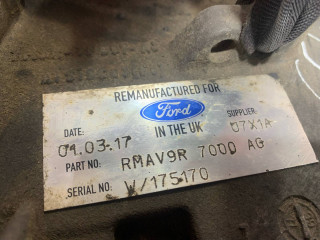 REMANUFACTURED FOR
Ford
DATE: SUPPLIER:
01.03.17 IN THE UK 07X1A
PART NO: RMAV9R 7000 AG
SERIAL NO: V/175170